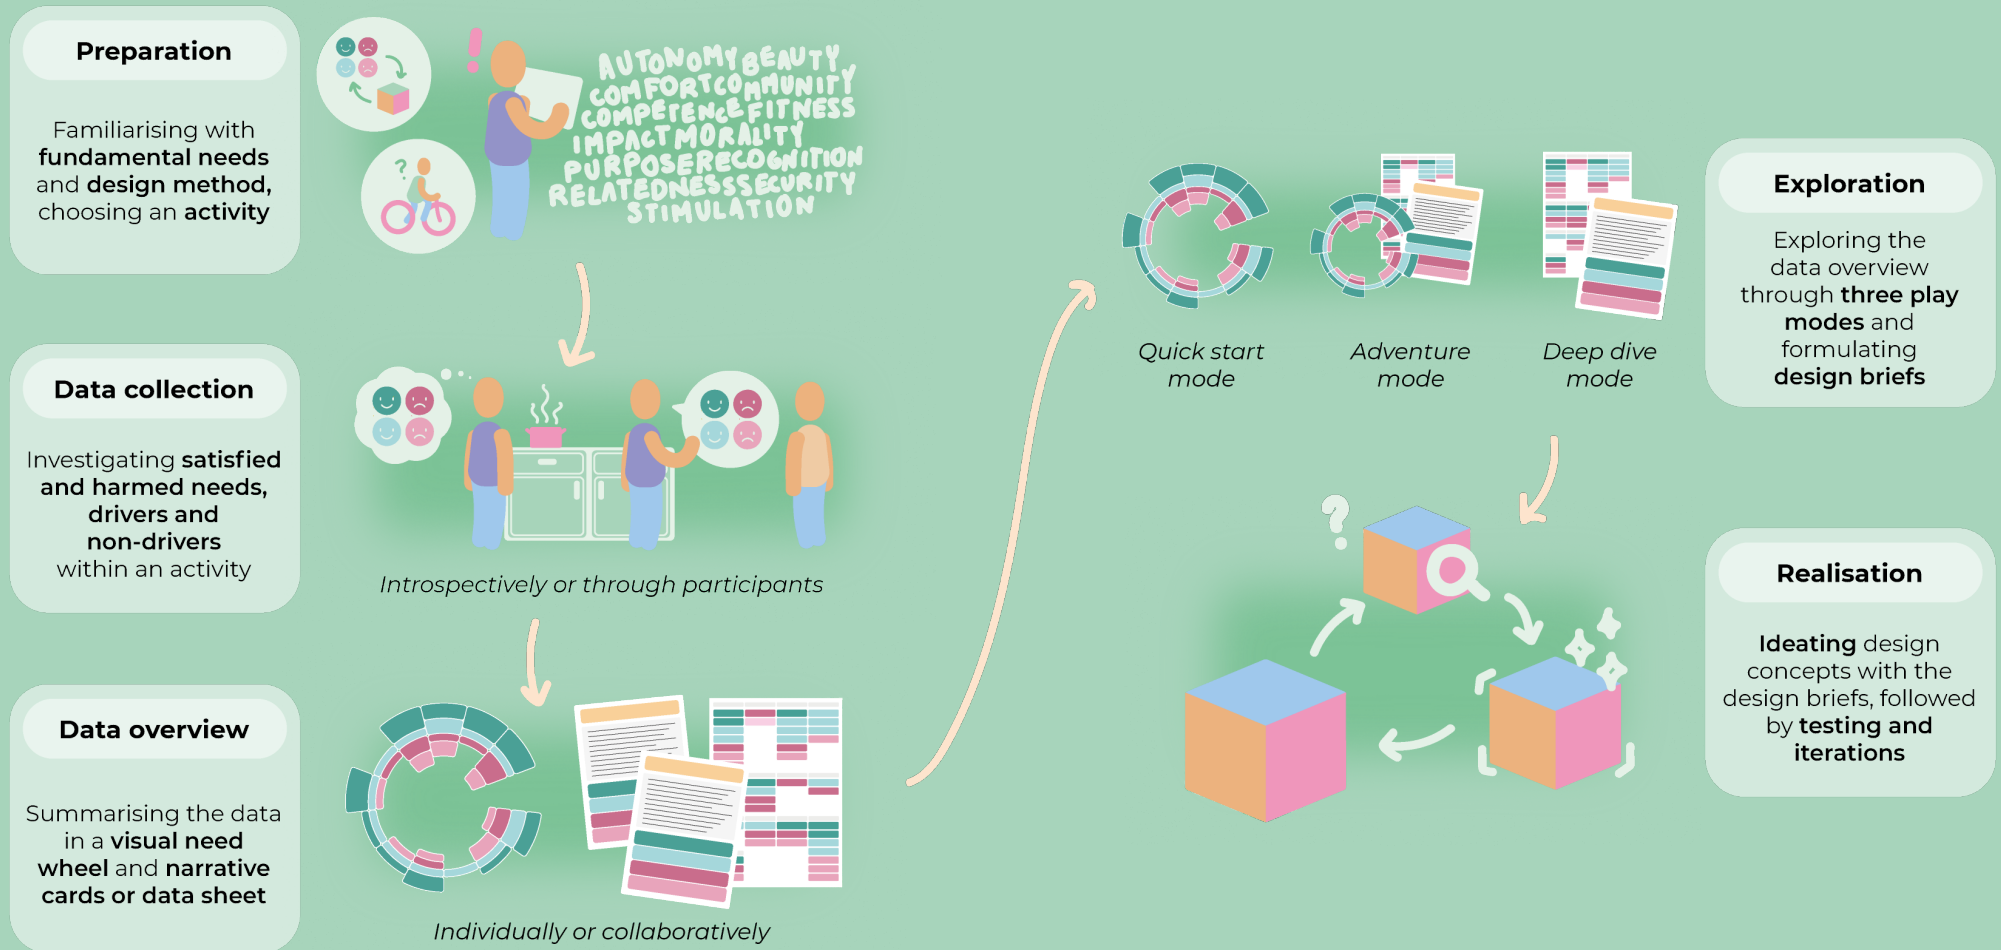 Preparation
Familiarising with
fundamental needs
and design method,
choosing an activity
!
?
AUTONOMY BEAUTY
COMFORT COMMUNITY
COMPETENCE FITNESS
IMPACT MORALITY
PURPOSE RECOGNITION
RELATEDNESS SECURITY
STIMULATION
Data collection
Investigating satisfied
and harmed needs,
drivers and
non-drivers
within an activity
Introspectively or through participants
Data overview
Summarising the data
in a visual need
wheel and narrative
cards or data sheet
Individually or collaboratively
Quick start
mode
Adventure
mode
Deep dive
mode
Exploration
Exploring the
data overview
through three play
modes and
formulating
design briefs
?
Realisation
Ideating design
concepts with the
design briefs, followed
by testing and
iterations